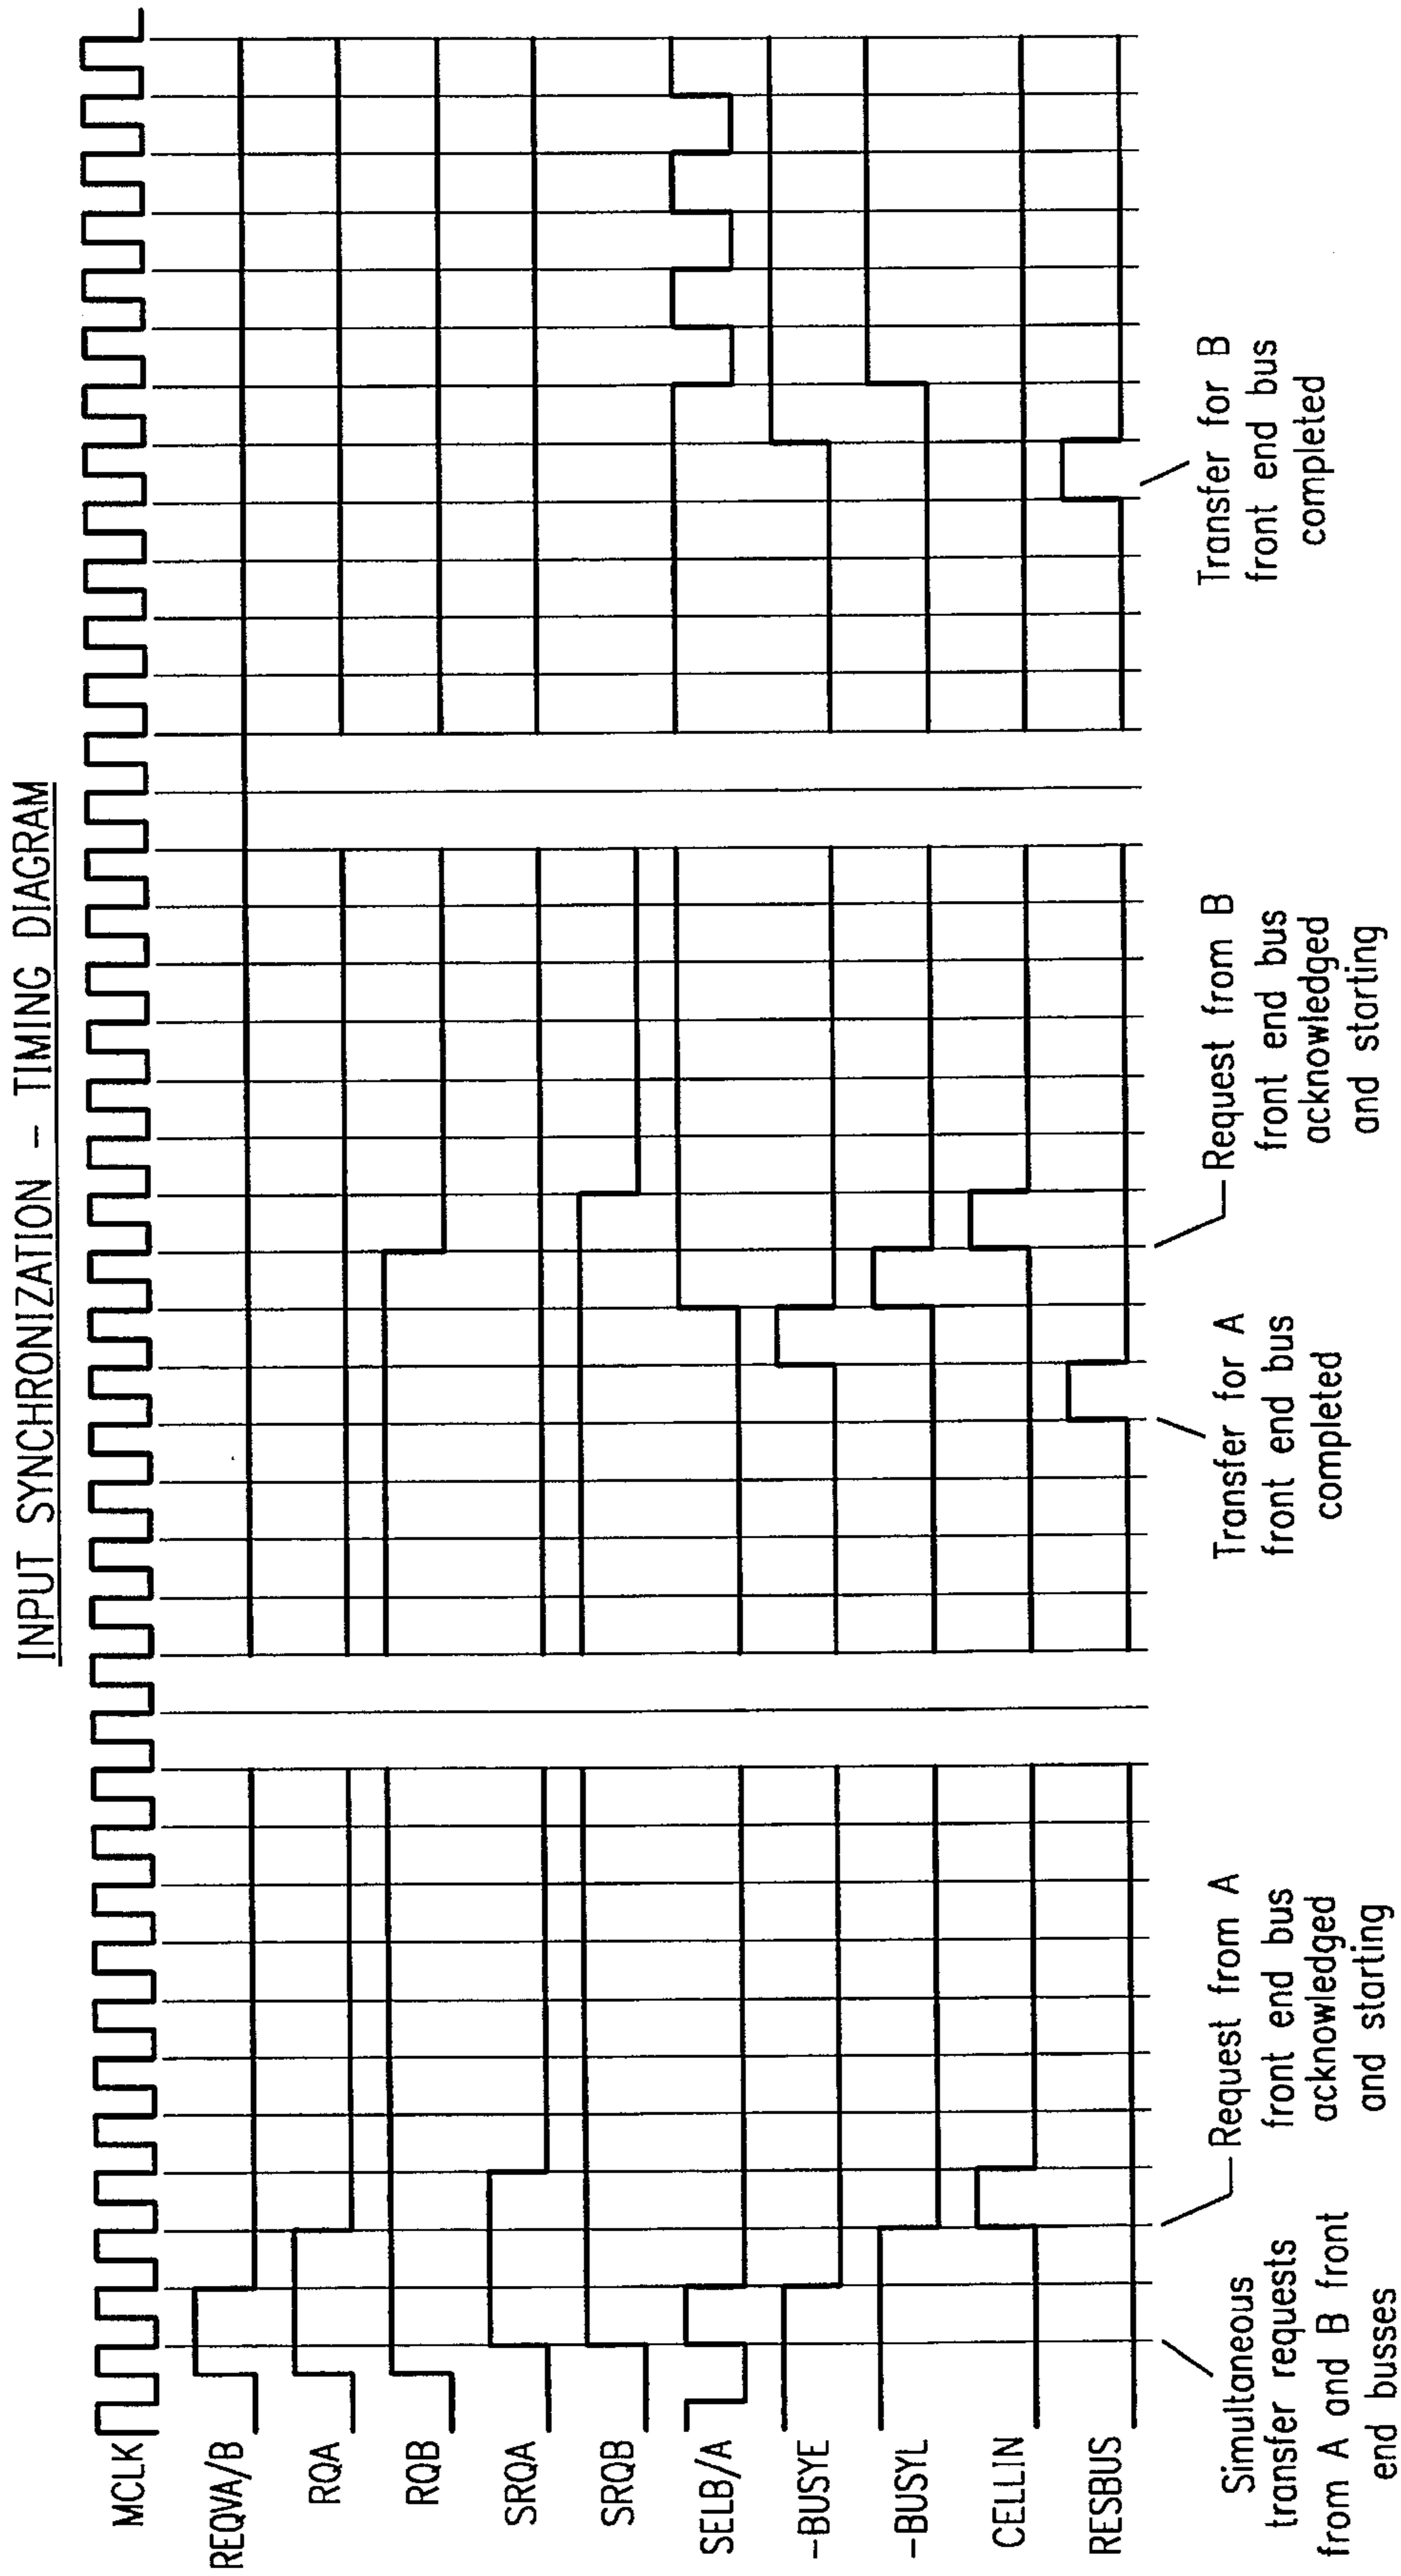 INPUT SYNCHRONIZATION – TIMING DIAGRAM
MCLK
REQVA/B
RQA
RQB
SRQA
SRQB
SELB/A
–BUSYE
–BUSYL
CELLIN
RESBUS
Simultaneous
transfer requests
from A and B front
end busses
Request from A
front end bus
acknowledged
and starting
Transfer for A
front end bus
completed
Request from B
front end bus
acknowledged
and starting
Transfer for B
front end bus
completed